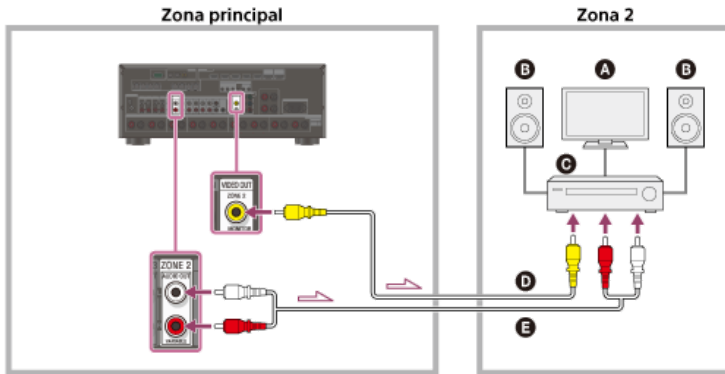 Zona principal
Zona 2
B
A
B
C
VIDEO OUT
ZONE 2
MONITOR
ZONE 2
AUDIO OUT
D
E